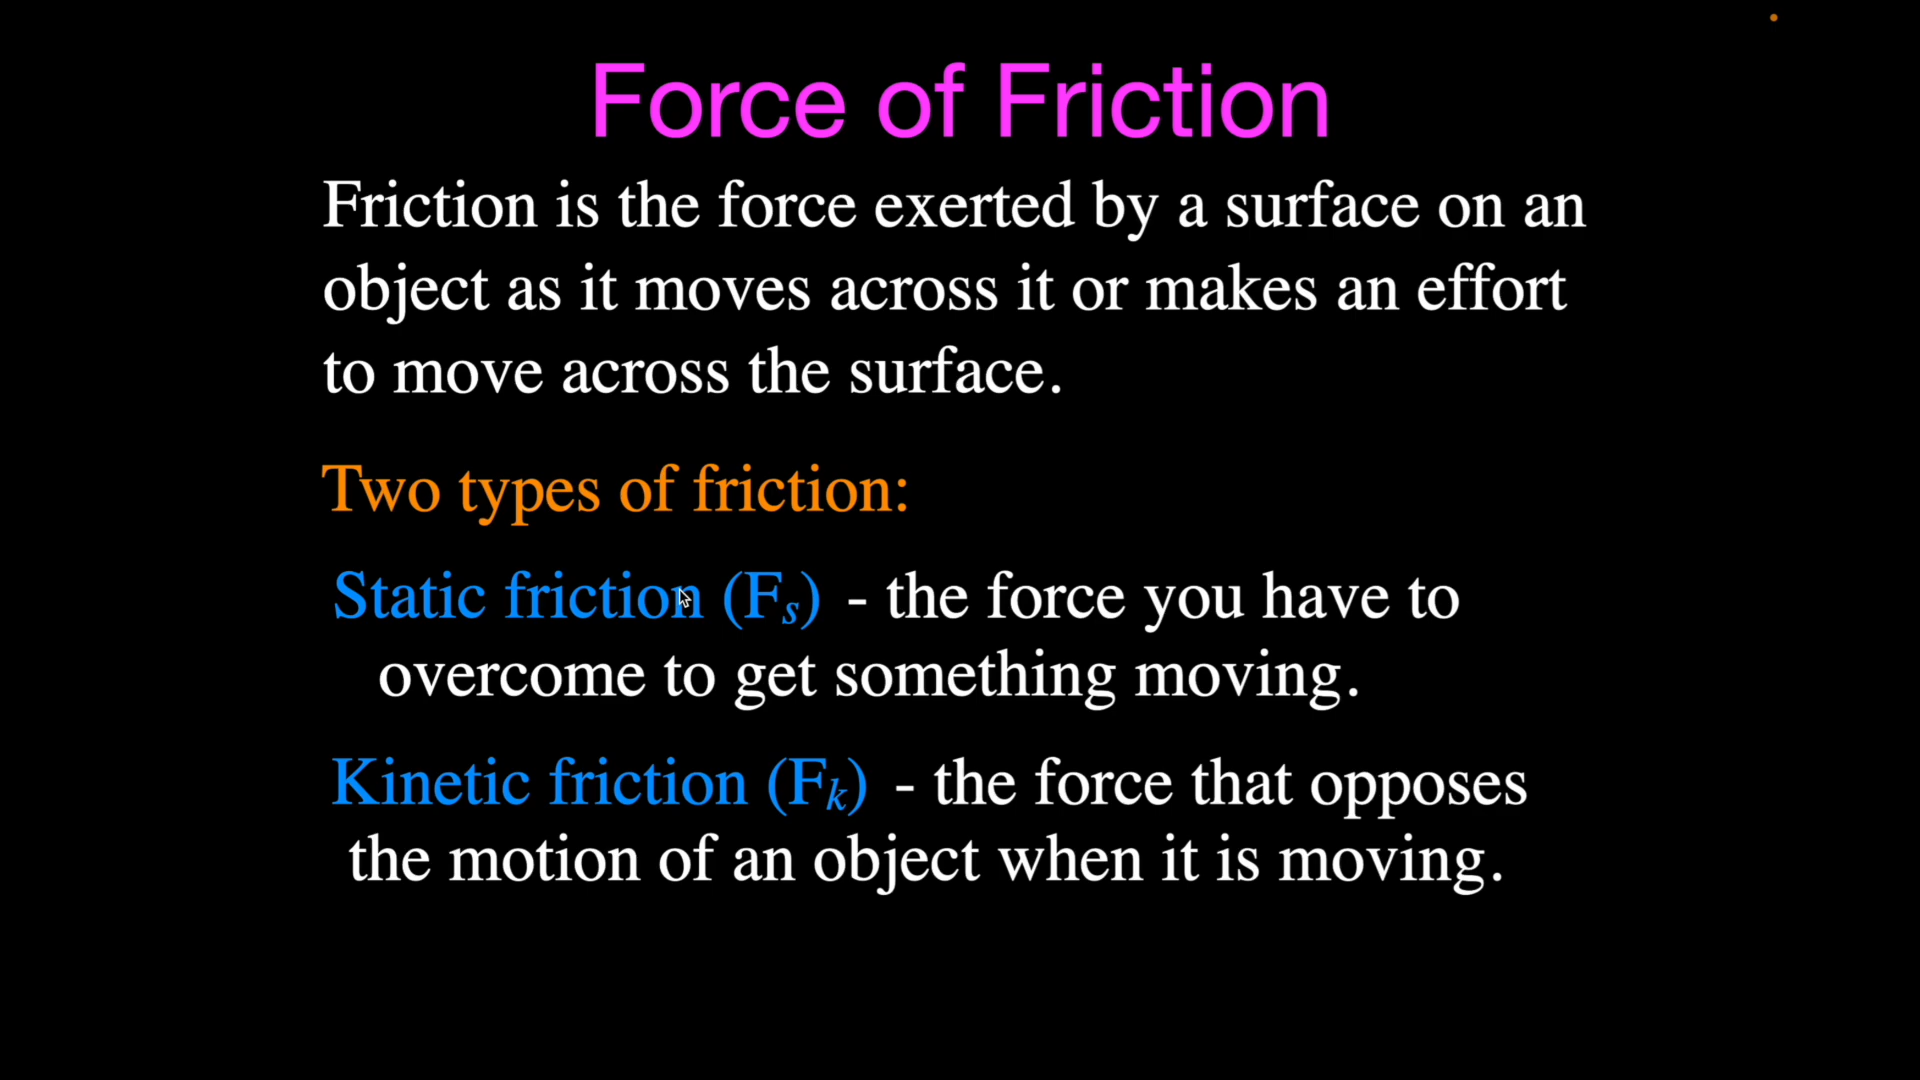 Force of Friction
Friction is the force exerted by a surface on an
object as it moves across it or makes an effort
to move across the surface.
Two types of friction:
Static friction (Fs) - the force you have to
overcome to get something moving.
Kinetic friction (Fk) - the force that opposes
the motion of an object when it is moving.